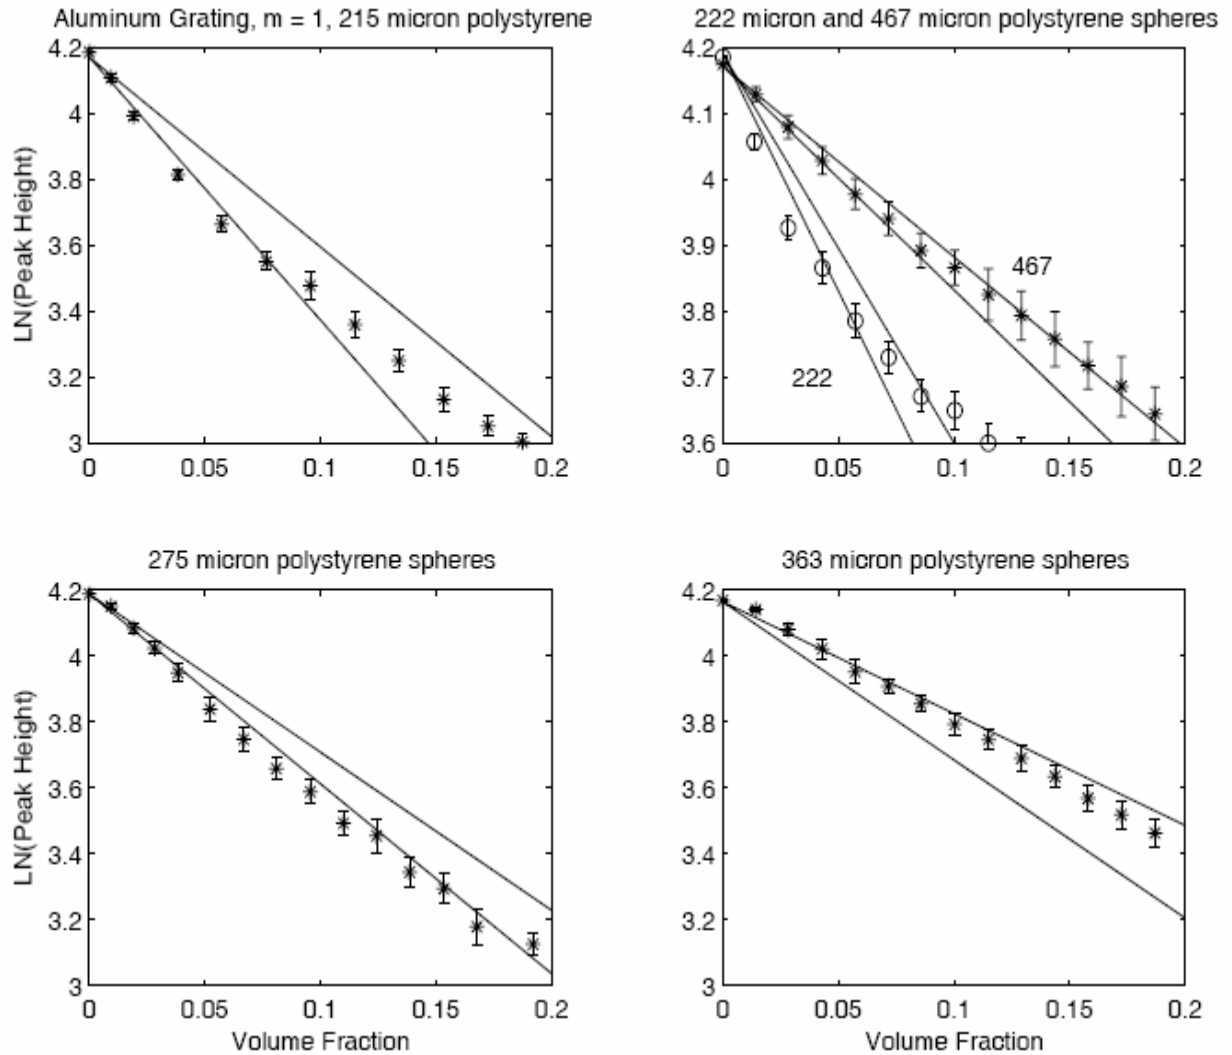 Aluminum Grating, m = 1, 215 micron polystyrene
LN(Peak Height)
4.2
4
3.8
3.6
3.4
3.2
3
0 0.05 0.1 0.15 0.2
222 micron and 467 micron polystyrene spheres
4.2
4.1
4
3.9
3.8
3.7
3.6
467
222
0 0.05 0.1 0.15 0.2
275 micron polystyrene spheres
LN(Peak Height)
4.2
4
3.8
3.6
3.4
3.2
3
0 0.05 0.1 0.15 0.2
Volume Fraction
363 micron polystyrene spheres
4.2
4
3.8
3.6
3.4
3.2
3
0 0.05 0.1 0.15 0.2
Volume Fraction